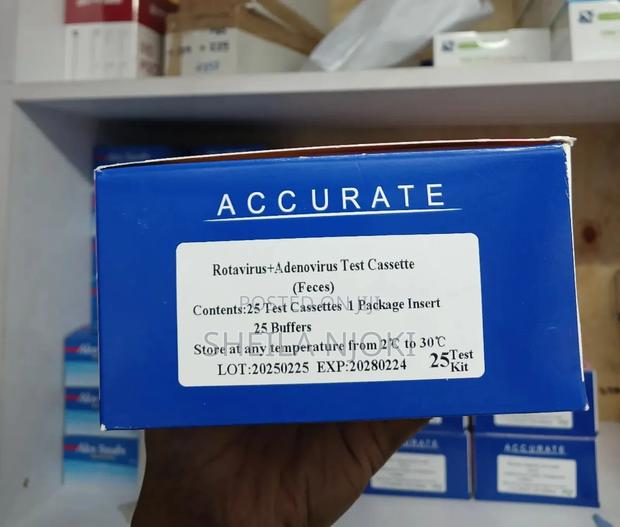 ACCURATE
Rotavirus+Adenovirus Test Cassette
(Feces)
Contents:25 Test Cassettes 1 Package Insert
25 Buffers
Store at any temperature from 2℃ to 30℃
LOT:20250225 EXP:20280224
25 Test Kit
POSTED ON JIJI
SHEILA NJOKI
ACCURATE